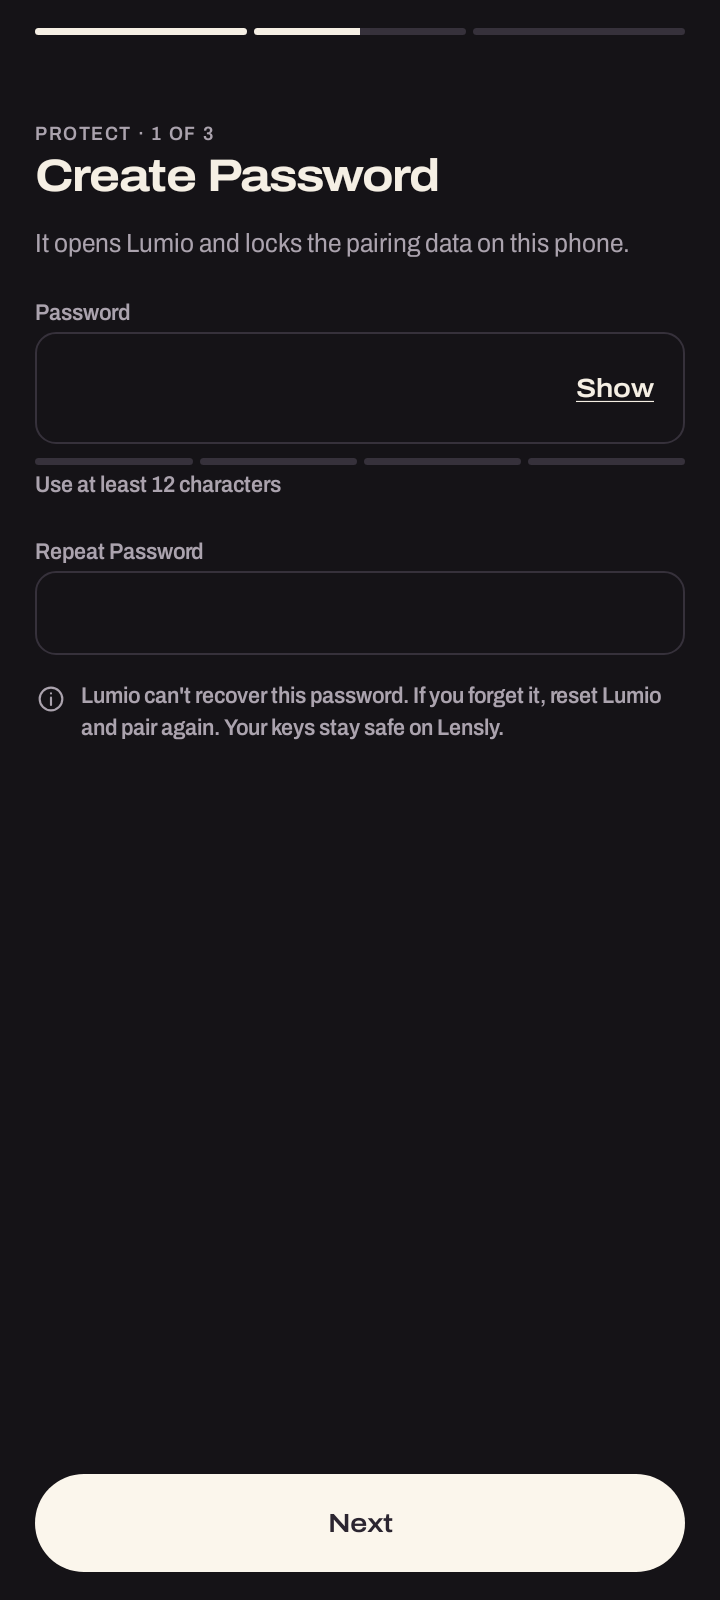 PROTECT · 1 OF 3
Create Password
It opens Lumio and locks the pairing data on this phone.
Password
Show
Use at least 12 characters
Repeat Password
Lumio can't recover this password. If you forget it, reset Lumio
and pair again. Your keys stay safe on Lensly.
Next